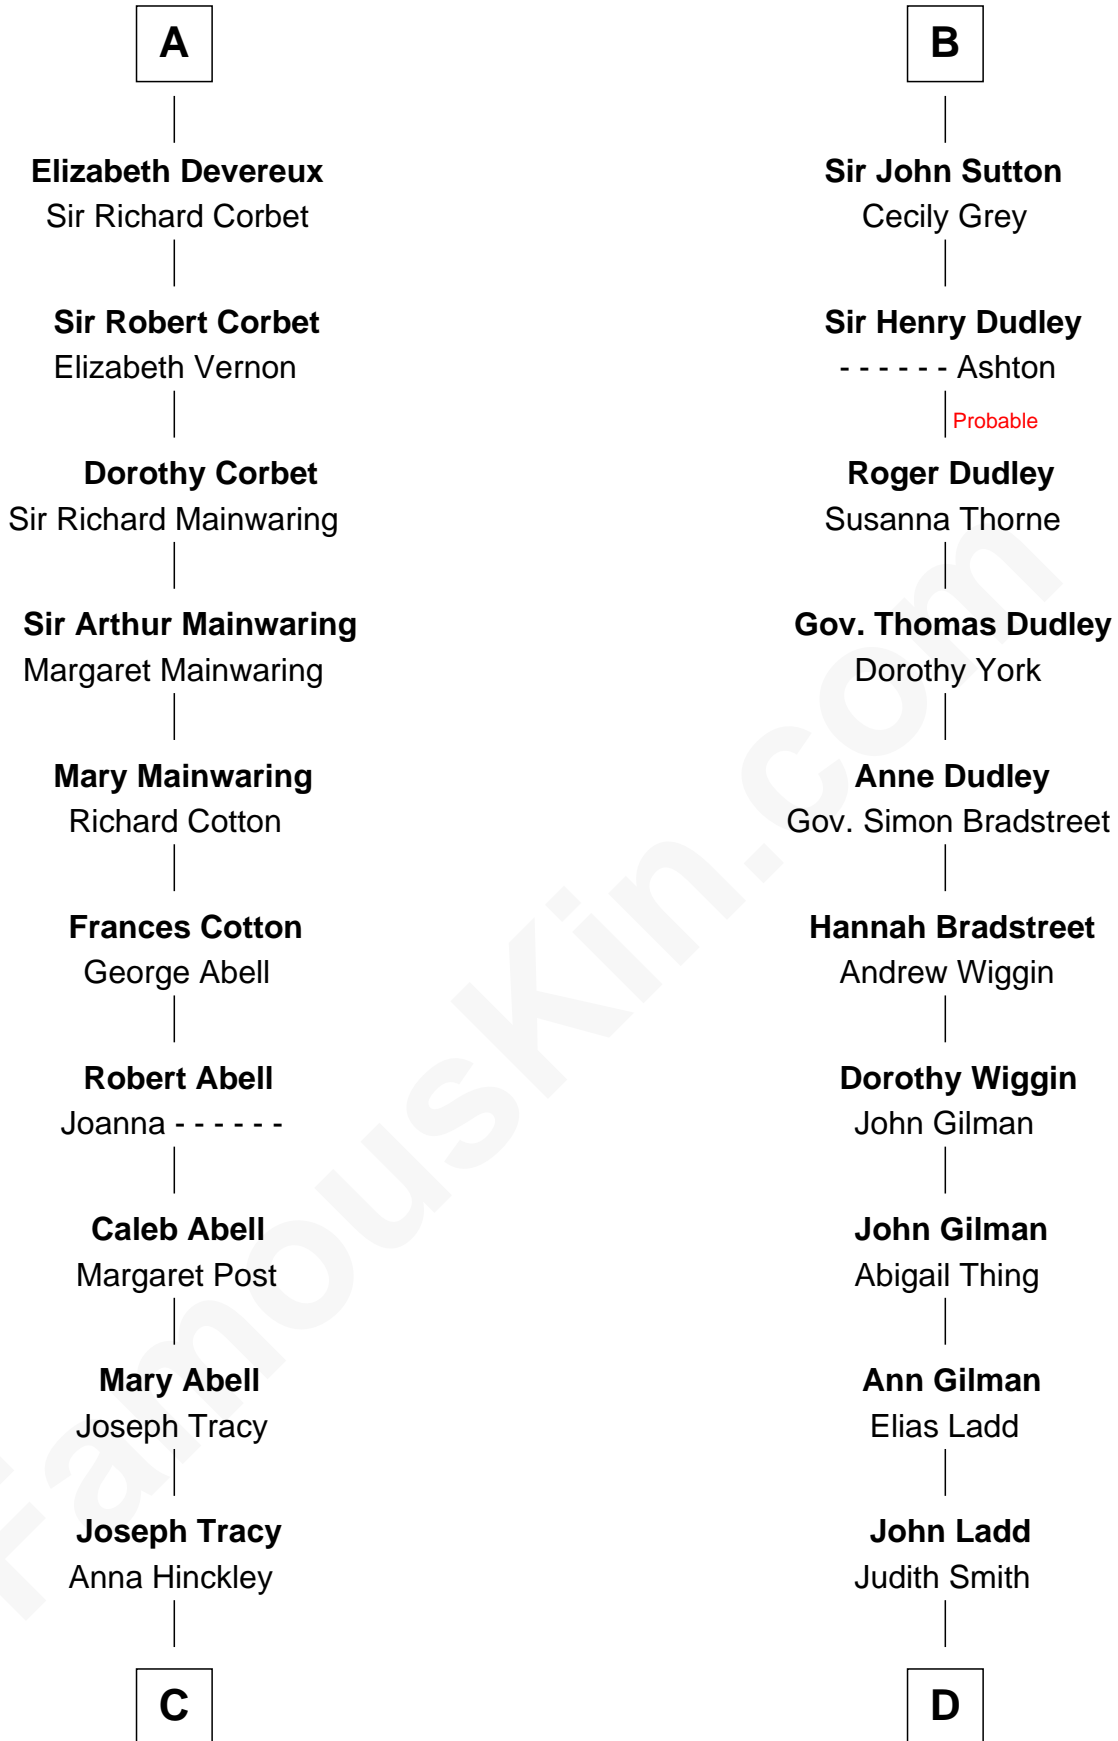 A
Elizabeth Devereux
Sir Richard Corbet
Sir Robert Corbet
Elizabeth Vernon
Dorothy Corbet
Sir Richard Mainwaring
Sir Arthur Mainwaring
Margaret Mainwaring
Mary Mainwaring
Richard Cotton
Frances Cotton
George Abell
Robert Abell
Joanna - - - - - -
Caleb Abell
Margaret Post
Mary Abell
Joseph Tracy
Joseph Tracy
Anna Hinckley
C
B
Sir John Sutton
Cecily Grey
Sir Henry Dudley
- - - - - - Ashton
Probable
Roger Dudley
Susanna Thorne
Gov. Thomas Dudley
Dorothy York
Anne Dudley
Gov. Simon Bradstreet
Hannah Bradstreet
Andrew Wiggin
Dorothy Wiggin
John Gilman
John Gilman
Abigail Thing
Ann Gilman
Elias Ladd
John Ladd
Judith Smith
D
FamousKin.com